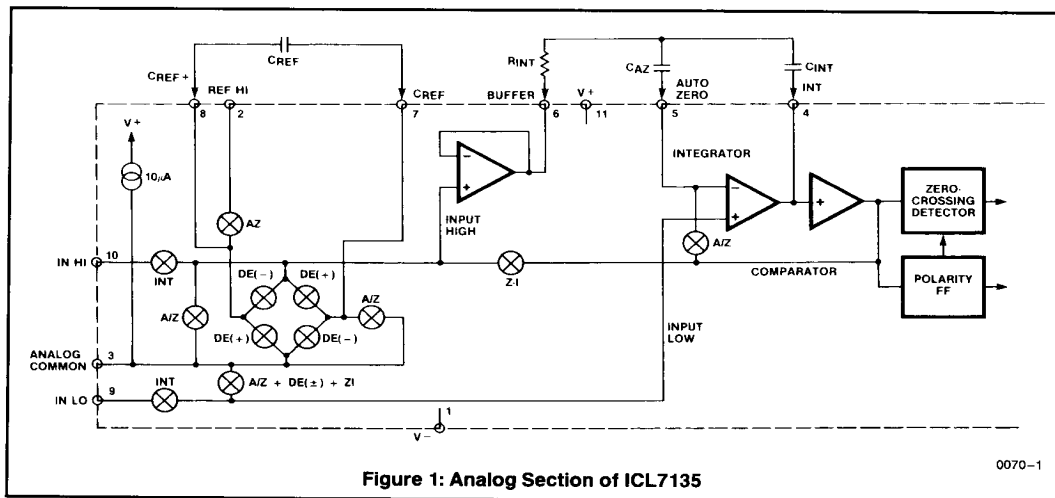 CREF
CREF+
REF HI
8
2
CREF
7
RINT
BUFFER
6
V+
11
CAZ
AUTO
ZERO
5
CINT
INT
4
V+
10μA
AZ
INPUT
HIGH
INTEGRATOR
A/Z
COMPARATOR
ZERO-
CROSSING
DETECTOR
POLARITY
FF
IN HI
10
INT
DE(−)
DE(+)
A/Z
Z-I
A/Z
DE(+)
DE(−)
INPUT
LOW
ANALOG
COMMON
3
INT
A/Z + DE(±) + ZI
9
IN LO
1
V−
0070–1
Figure 1: Analog Section of ICL7135